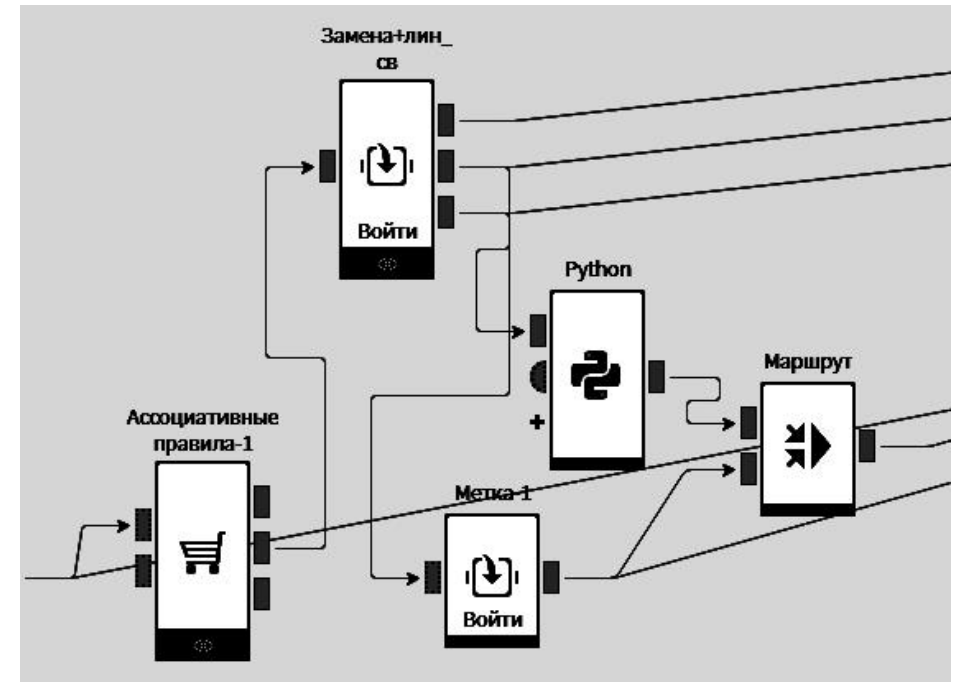 Замена+лин_
св
Войти
Python
+
Маршрут
Ассоциативные
правила-1
Метка-1
Войти